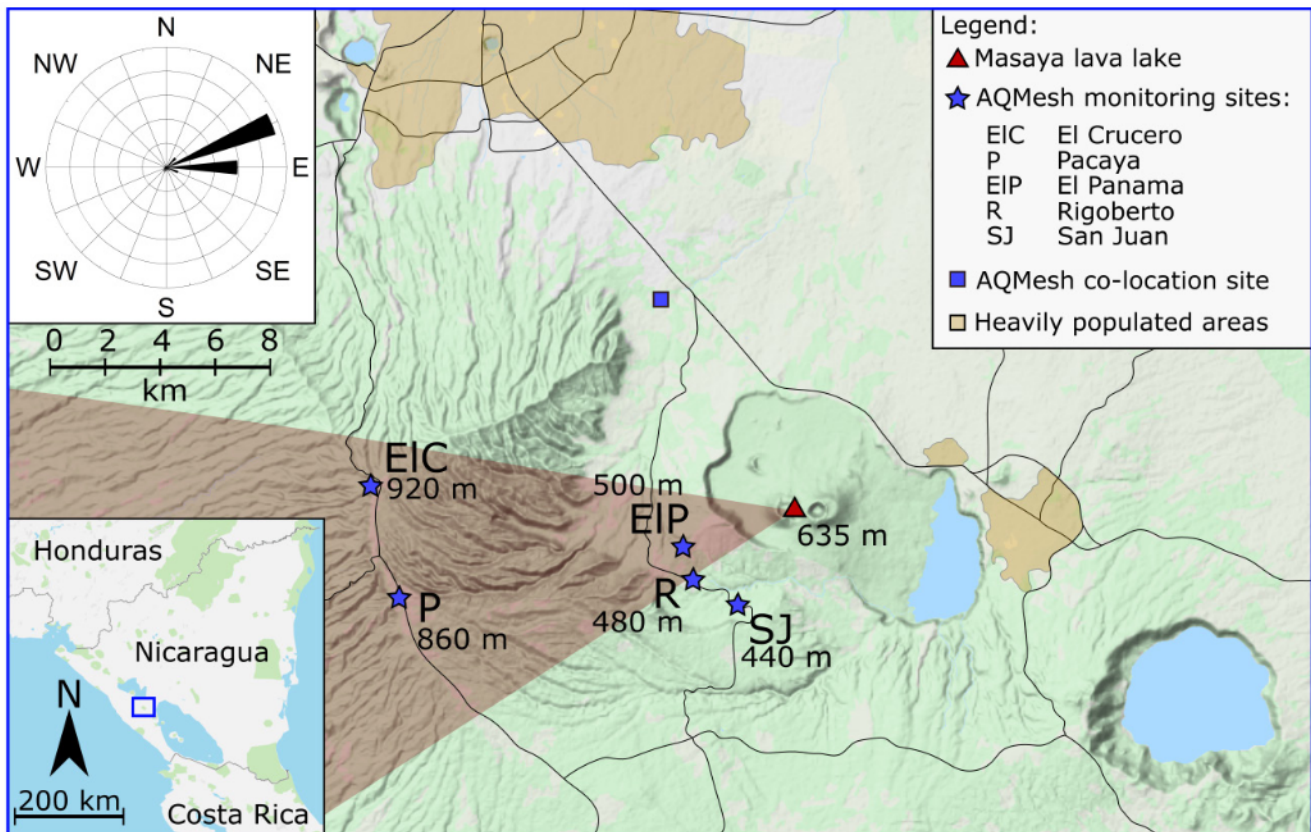 N
NW
NE
W
E
SW
SE
S
0 2 4 6 8
km
Legend:
Masaya lava lake
AQMesh monitoring sites:
ElC El Crucero
P Pacaya
ElP El Panama
R Rigoberto
SJ San Juan
AQMesh co-location site
Heavily populated areas
ElC
920 m
500 m
ElP
635 m
R
480 m
SJ
440 m
P
860 m
Honduras
Nicaragua
N
200 km
Costa Rica